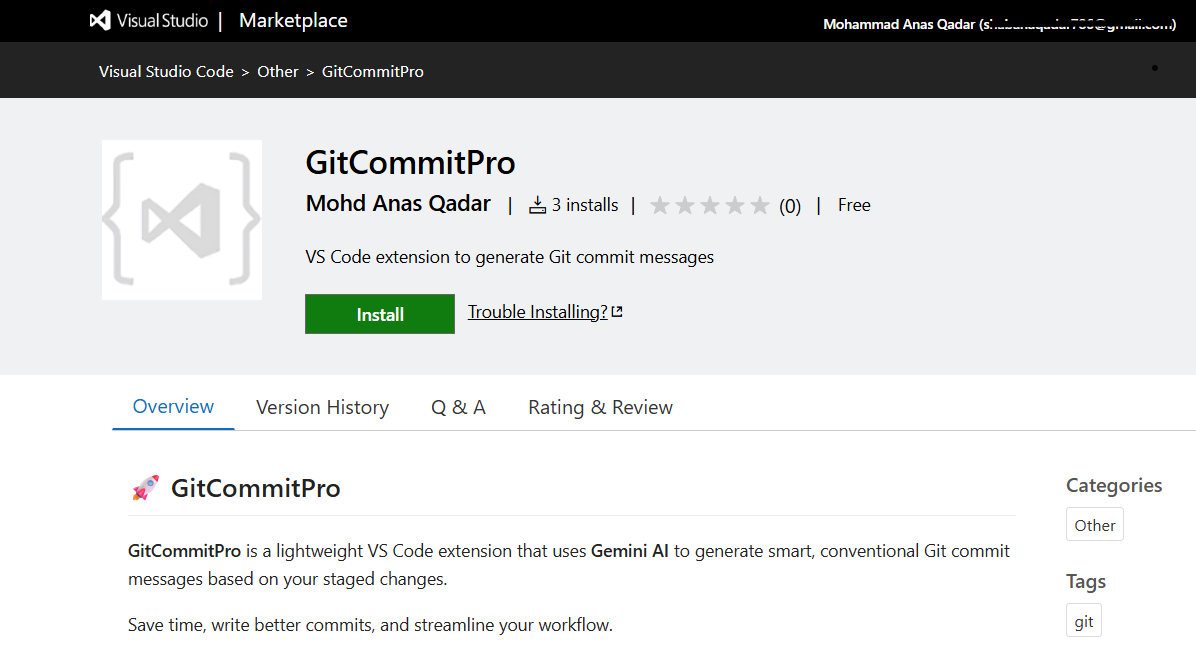 Visual Studio | Marketplace
Mohammad Anas Qadar
Visual Studio Code > Other > GitCommitPro
GitCommitPro
Mohd Anas Qadar | 3 installs | (0) | Free
VS Code extension to generate Git commit messages
Install Trouble Installing?
Overview Version History Q & A Rating & Review
🚀 GitCommitPro
GitCommitPro is a lightweight VS Code extension that uses Gemini AI to generate smart, conventional Git commit
messages based on your staged changes.
Save time, write better commits, and streamline your workflow.
Categories
Other
Tags
git